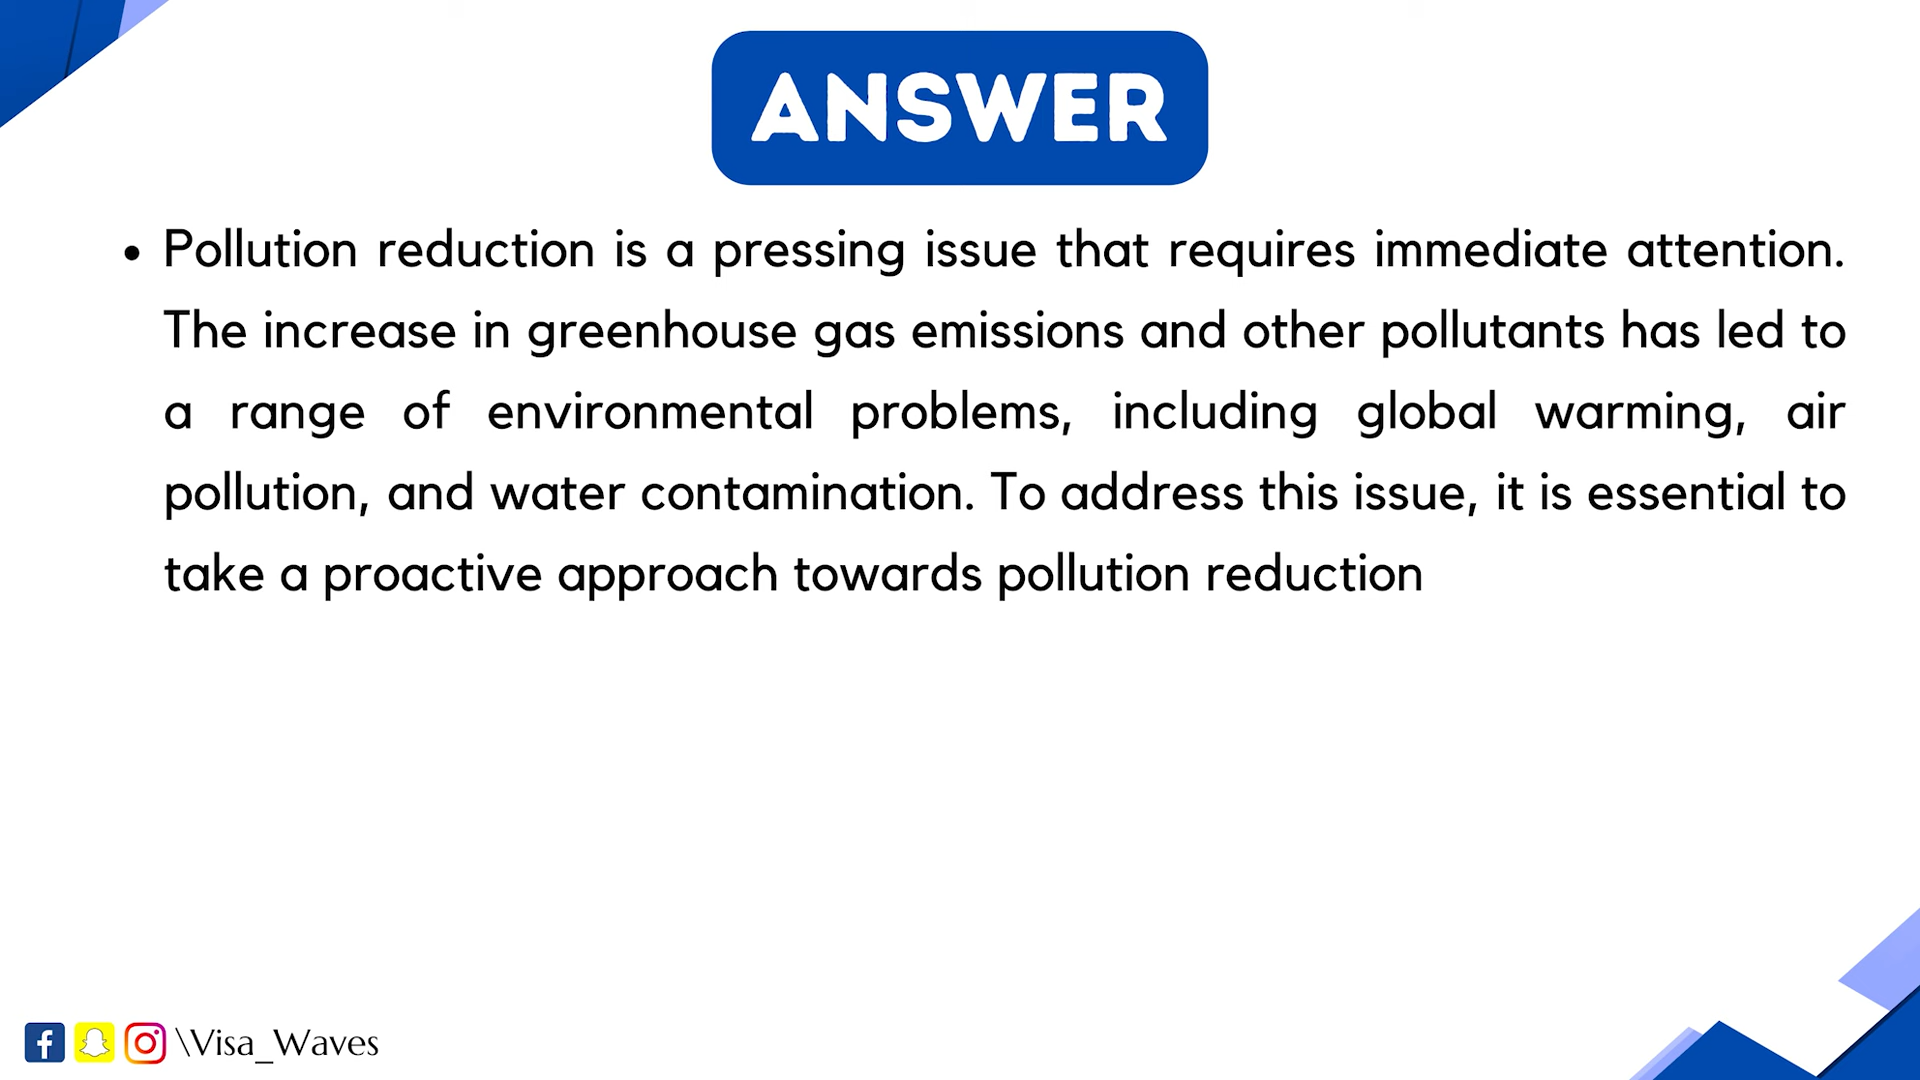 ANSWER
• Pollution reduction is a pressing issue that requires immediate attention.
The increase in greenhouse gas emissions and other pollutants has led to
a range of environmental problems, including global warming, air
pollution, and water contamination. To address this issue, it is essential to
take a proactive approach towards pollution reduction
\Visa_Waves